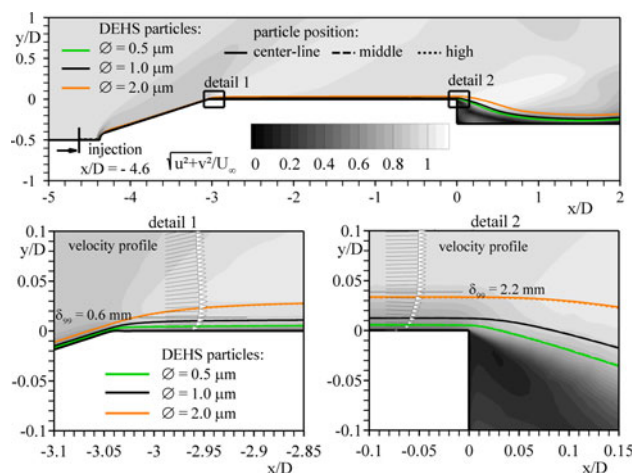 y/D
DEHS particles:
particle position:
Ø = 0.5 µm
center-line
middle
high
Ø = 1.0 µm
Ø = 2.0 µm
detail 1
detail 2
1
0.5
0
-0.5
-1
injection
x/D = - 4.6
√u²+v²/U∞
0 0.2 0.4 0.6 0.8 1
-5 -4 -3 -2 -1 0 1 2
x/D
detail 1
y/D
velocity profile
δ₉₉ = 0.6 mm
0.1
0.05
0
-0.05
-0.1
DEHS particles:
Ø = 0.5 µm
Ø = 1.0 µm
Ø = 2.0 µm
-3.1 -3.05 -3 -2.95 -2.9 -2.85
x/D
detail 2
y/D
velocity profile
δ₉₉ = 2.2 mm
0.1
0.05
0
-0.05
-0.1
-0.1 -0.05 0 0.05 0.1 0.15
x/D